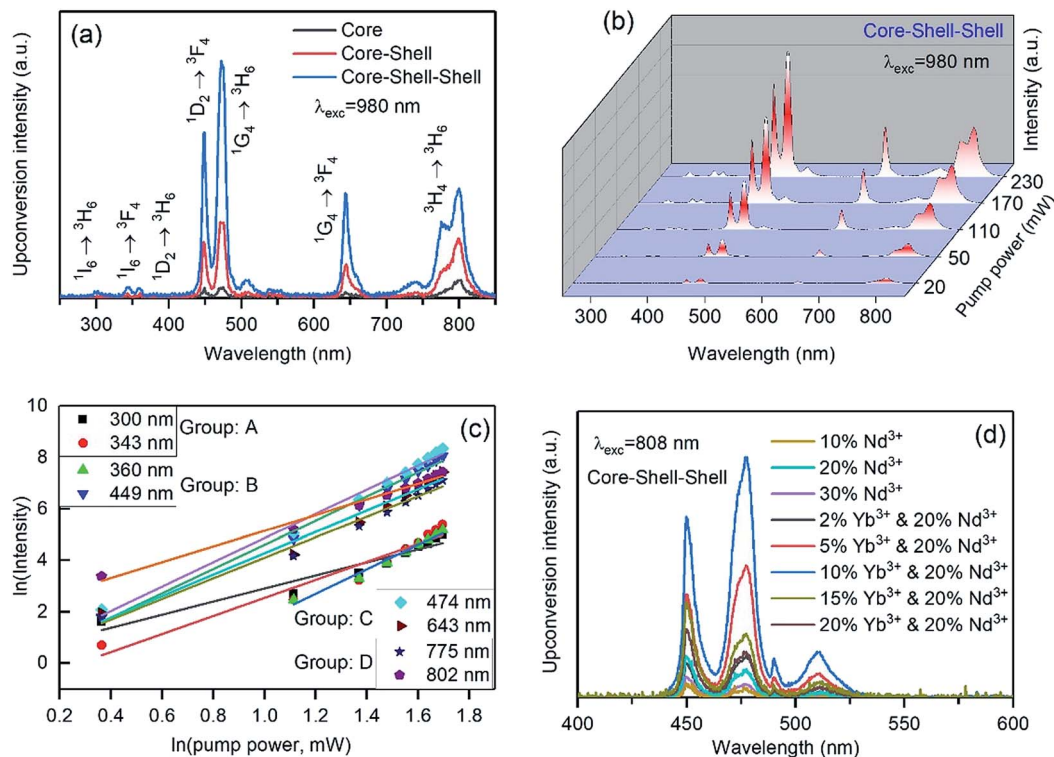 (a)
Core
Core-Shell
Core-Shell-Shell
λexc=980 nm
¹I₆ → ³H₆
¹I₆ → ³F₄
¹D₂ → ³H₆
¹D₂ → ³F₄
¹G₄ → ³H₆
¹G₄ → ³F₄
³H₄ → ³H₆
Upconversion intensity (a.u.)
300 400 500 600 700 800
Wavelength (nm)
(b)
Core-Shell-Shell
λexc=980 nm
Intensity (a.u.)
230
170
110
50
20
Pump power (mW)
300 400 500 600 700 800
Wavelength (nm)
(c)
300 nm
343 nm
Group: A
360 nm
449 nm
Group: B
474 nm
643 nm
Group: C
775 nm
802 nm
Group: D
ln(Intensity)
10
8
6
4
2
0
0.2 0.4 0.6 0.8 1.0 1.2 1.4 1.6 1.8
ln(pump power, mW)
(d)
λexc=808 nm
Core-Shell-Shell
10% Nd³⁺
20% Nd³⁺
30% Nd³⁺
2% Yb³⁺ & 20% Nd³⁺
5% Yb³⁺ & 20% Nd³⁺
10% Yb³⁺ & 20% Nd³⁺
15% Yb³⁺ & 20% Nd³⁺
20% Yb³⁺ & 20% Nd³⁺
Upconversion intensity (a.u.)
400 450 500 550 600
Wavelength (nm)